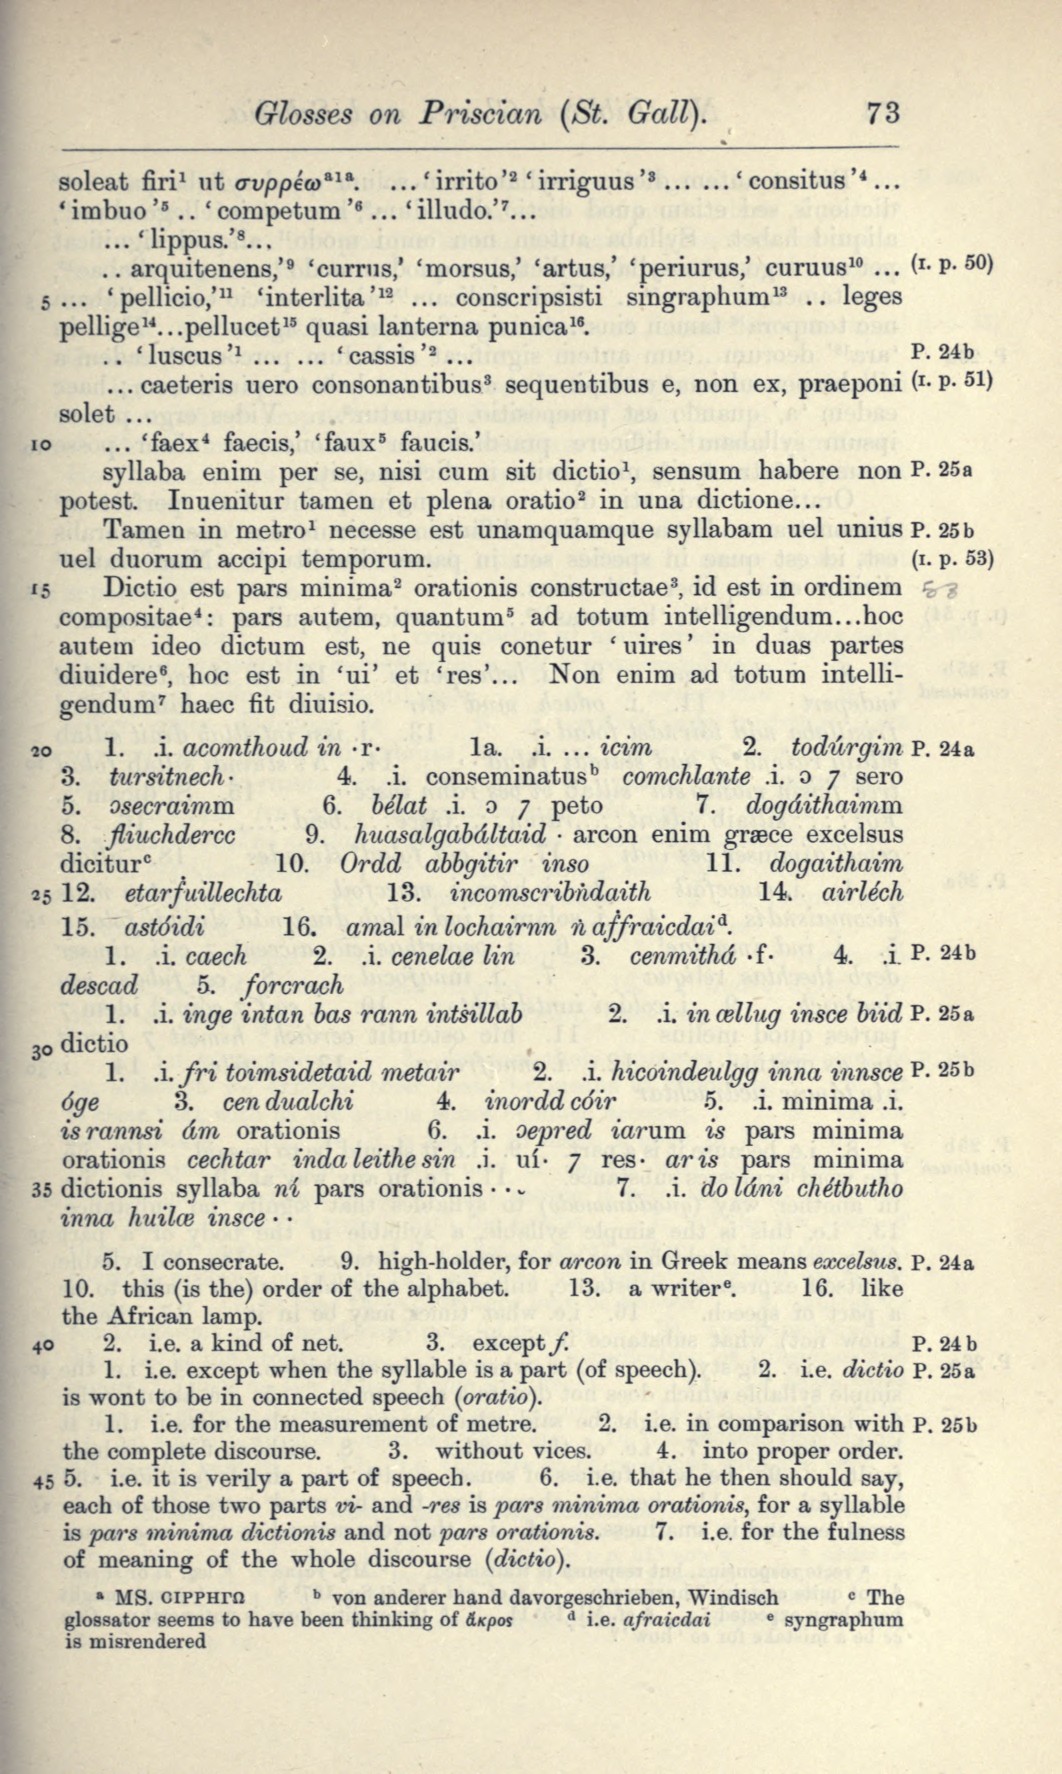 Glosses on Priscian (St. Gall). 73
soleat firi¹ ut συρρέωᵃ¹ᵃ. ...‘irrito’² ‘irriguus’³ ... ...‘consitus’⁴...
‘imbuo’⁵ .. ‘competum’⁶ ... ‘illudo.’⁷...
... ‘lippus.’⁸...
.. arquitenens,’⁹ ‘currus,’ ‘morsus,’ ‘artus,’ ‘periurus,’ curuus¹⁰ ... (I. p. 50)
5 ... ‘pellicio,’¹¹ ‘interlita’¹² ... conscripsisti singraphum¹³ .. leges
pellige¹⁴...pellucet¹⁵ quasi lanterna punica¹⁶.
.. ‘luscus’¹ ... ... ‘cassis’² ... P. 24b
...caeteris uero consonantibus³ sequentibus e, non ex, praeponi (I. p. 51)
solet ...
10 ... ‘faex⁴ faecis,’ ‘faux⁵ faucis.’
syllaba enim per se, nisi cum sit dictio¹, sensum habere non P. 25a
potest. Inuenitur tamen et plena oratio² in una dictione...
Tamen in metro¹ necesse est unamquamque syllabam uel unius P. 25b
uel duorum accipi temporum. (I. p. 53)
15 Dictio est pars minima² orationis constructae³, id est in ordinem
compositae⁴: pars autem, quantum⁵ ad totum intelligendum...hoc
autem ideo dictum est, ne quis conetur ‘uires’ in duas partes
diuidere⁶, hoc est in ‘ui’ et ‘res’... Non enim ad totum intelli-
gendum⁷ haec fit diuisio.
20 1. .i. acomthoud in ·r· 1a. .i. ... icim 2. todúrgim P. 24a
3. tursitnech· 4. .i. conseminatusᵇ comchlante .i. ɔ ⁊ sero
5. ɔsecraimm 6. bélat .i. ɔ ⁊ peto 7. dogáithaimm
8. fliuchdercc 9. huasalgabáltaid · arcon enim græce excelsus
diciturᶜ 10. Ordd abbgitir inso 11. dogaithaim
25 12. etarfuillechta 13. incomscribṅdaith 14. airléch
15. astóidi 16. amal in lochairnn ṅ affraicdaiᵈ.
1. .i. caech 2. .i. cenelae lin 3. cenmithá ·f· 4. .i. P. 24b
descad 5. forcrach
1. .i. inge intan bas rann intṡillab 2. .i. in œllug insce biid P. 25a
30 dictio
1. .i. fri toimsidetaid metair 2. .i. hicoindeulgg inna innsce P. 25b
óge 3. cen dualchi 4. inordd cóir 5. .i. minima .i.
is rannsi ám orationis 6. .i. ɔepred iarum is pars minima
orationis cechtar inda leithe sin .i. uí· ⁊ res· ar is pars minima
35 dictionis syllaba ní pars orationis · · ⁓ 7. .i. do láni chétbutho
inna huilœ insce · ·
5. I consecrate. 9. high-holder, for arcon in Greek means excelsus. P. 24a
10. this (is the) order of the alphabet. 13. a writerᵉ. 16. like
the African lamp.
40 2. i.e. a kind of net. 3. except f. P. 24b
1. i.e. except when the syllable is a part (of speech). 2. i.e. dictio P. 25a
is wont to be in connected speech (oratio).
1. i.e. for the measurement of metre. 2. i.e. in comparison with P. 25b
the complete discourse. 3. without vices. 4. into proper order.
45 5. i.e. it is verily a part of speech. 6. i.e. that he then should say,
each of those two parts vi- and -res is pars minima orationis, for a syllable
is pars minima dictionis and not pars orationis. 7. i.e. for the fulness
of meaning of the whole discourse (dictio).
ᵃ MS. CIPPHΓΩ ᵇ von anderer hand davorgeschrieben, Windisch ᶜ The
glossator seems to have been thinking of ἄκρος ᵈ i.e. afraicdai ᵉ syngraphum
is misrendered